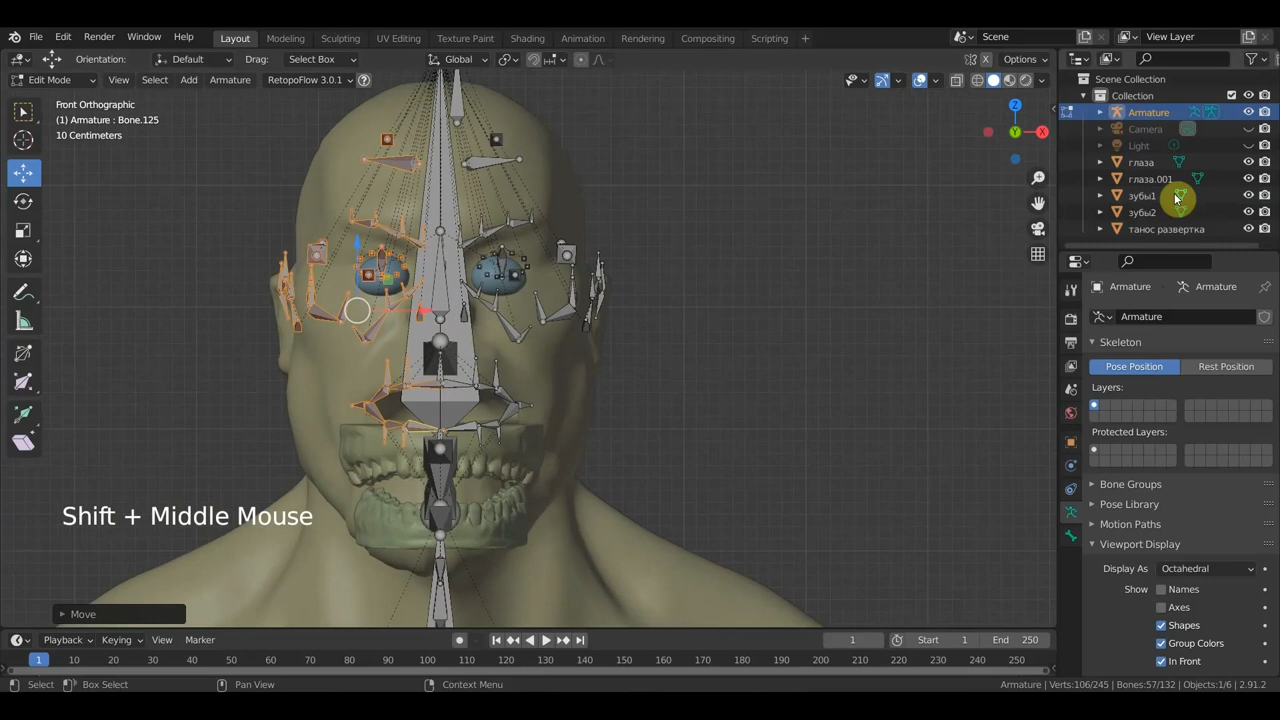 File Edit Render Window Help Layout Modeling Sculpting UV Editing Texture Paint Shading Animation Rendering Compositing Scripting + Scene View Layer
Orientation: Default Drag: Select Box Global Options
Edit Mode View Select Add Armature RetopoFlow 3.0.1
Front Orthographic
(1) Armature : Bone.125
10 Centimeters
Z
X
Y
Scene Collection
Collection
Armature
Camera
Light
глаза
глаза.001
зубы1
зубы2
танос развертка
Armature Armature
Armature
Skeleton
Pose Position Rest Position
Layers:
Protected Layers:
Bone Groups
Pose Library
Motion Paths
Viewport Display
Display As Octahedral
Show Names
Axes
Shapes
Group Colors
In Front
Shift + Middle Mouse
Move
Playback Keying View Marker 1 Start 1 End 250
1 10 20 30 40 50 60 70 80 90 100 110 120 130 140 150 160 170 180 190 200 210 220 230 240 250
Select Box Select Pan View Context Menu Armature | Verts:106/245 | Bones:57/132 | Objects:1/6 | 2.91.2